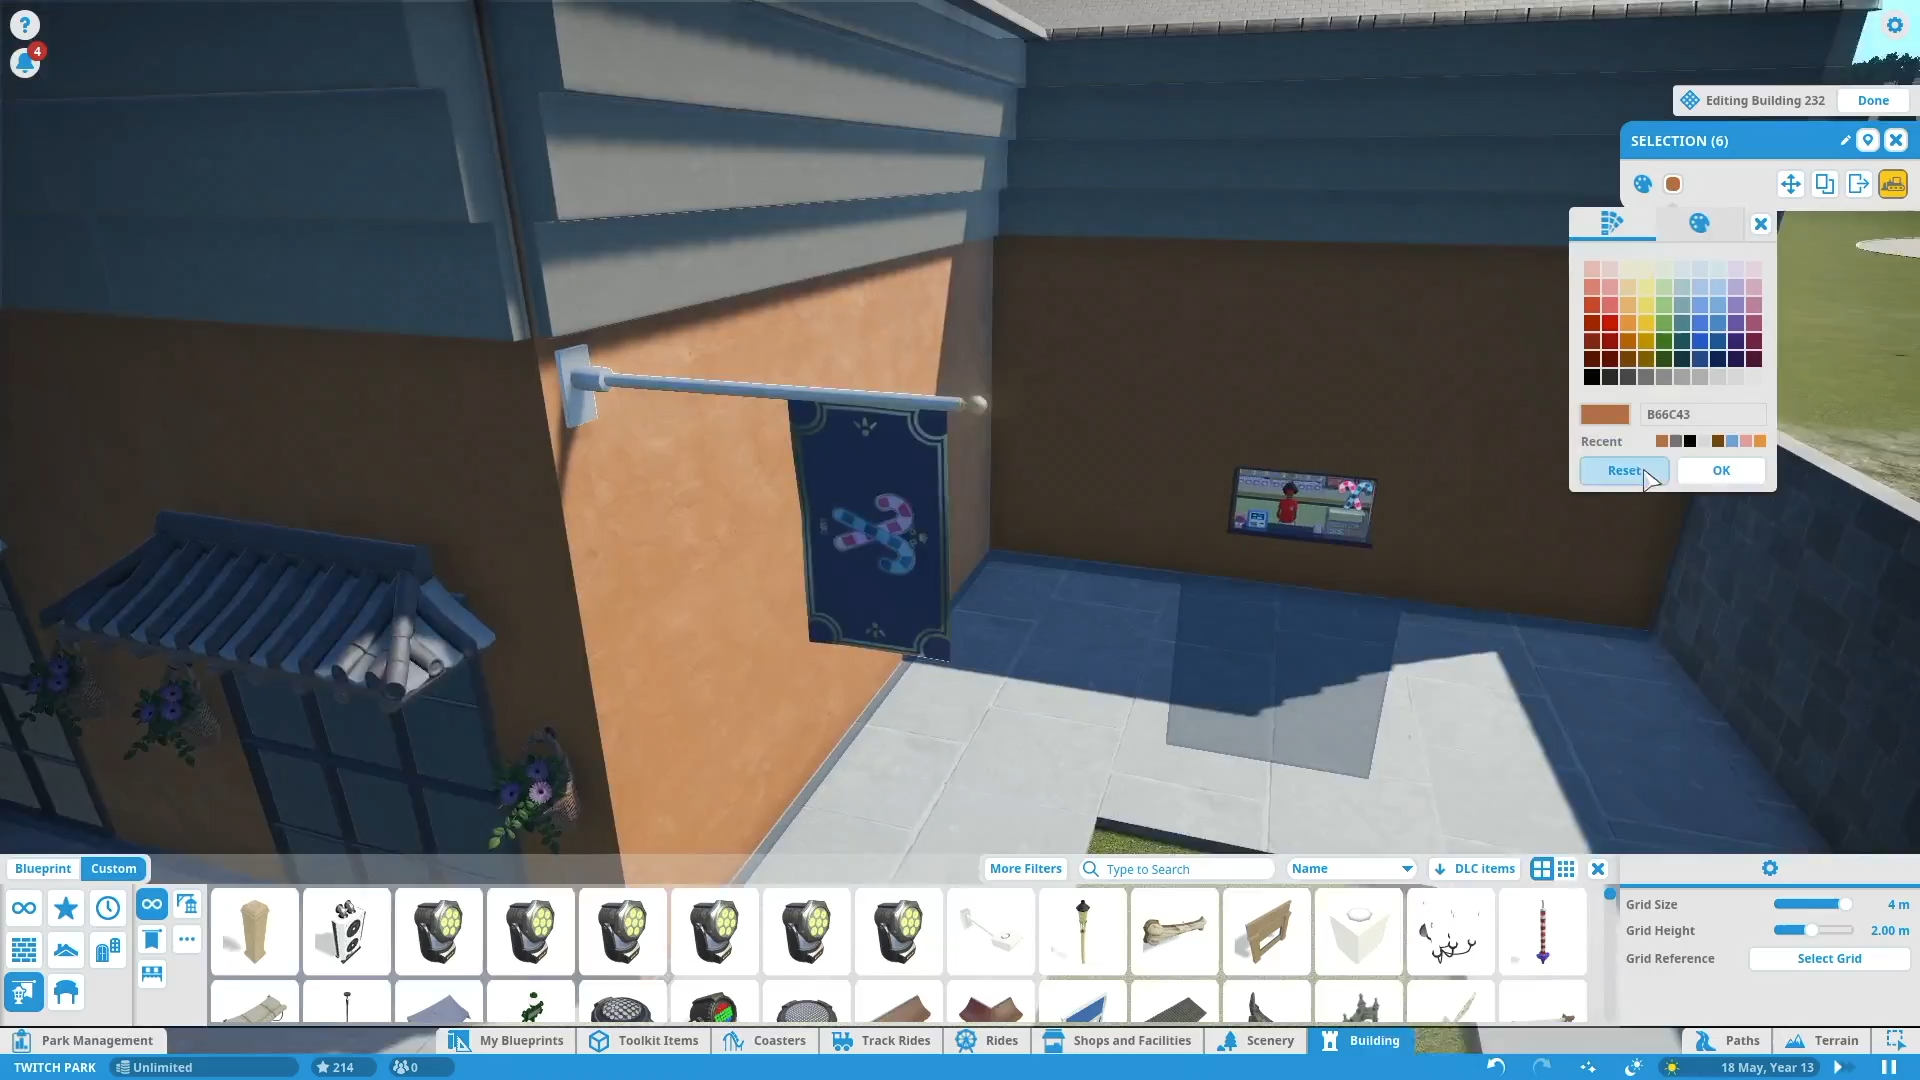 ?
4
Editing Building 232
Done
SELECTION (6)
B66C43
Recent
Reset
OK
Blueprint
Custom
More Filters
Type to Search
Name
DLC items
Grid Size
4 m
Grid Height
2.00 m
Grid Reference
Select Grid
Park Management
My Blueprints
Toolkit Items
Coasters
Track Rides
Rides
Shops and Facilities
Scenery
Building
Paths
Terrain
TWITCH PARK
Unlimited
214
0
18 May, Year 13